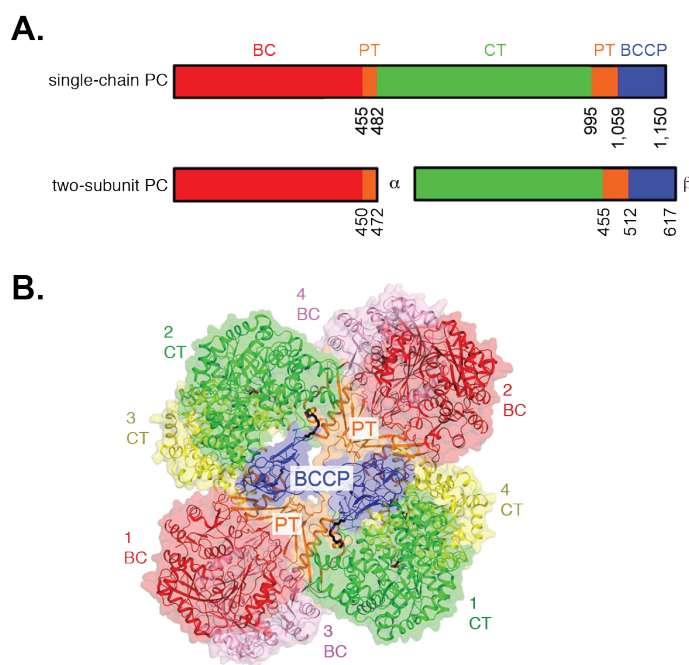 A.
BC PT CT PT BCCP
single-chain PC
455 482 995 1,059 1,150
two-subunit PC α β
450 472 455 512 617
B.
4
BC
2
CT
2
BC
3
CT
PT
BCCP
4
CT
PT
1
BC
1
CT
3
BC